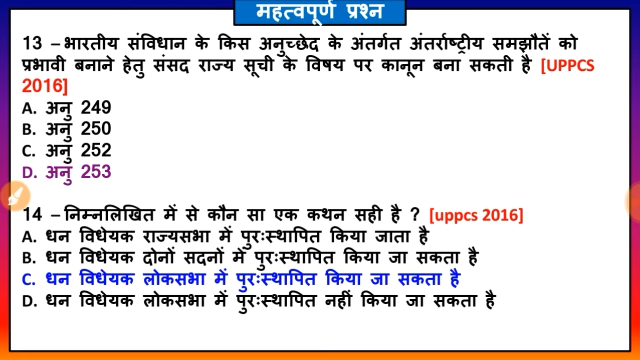 महत्वपूर्ण प्रश्न
13 – भारतीय संविधान के किस अनुच्छेद के अंतर्गत अंतर्राष्ट्रीय समझौतें को
प्रभावी बनाने हेतु संसद राज्य सूची के विषय पर कानून बना सकती है [UPPCS
2016]
A. अनु 249
B. अनु 250
C. अनु 252
D. अनु 253
14 – निम्नलिखित में से कौन सा एक कथन सही है ? [uppcs 2016]
A. धन विधेयक राज्यसभा में पुरःस्थापित किया जाता है
B. धन विधेयक दोनों सदनों में पुरःस्थापित किया जा सकता है
C. धन विधेयक लोकसभा में पुरःस्थापित किया जा सकता है
D. धन विधेयक लोकसभा में पुरःस्थापित नहीं किया जा सकता है